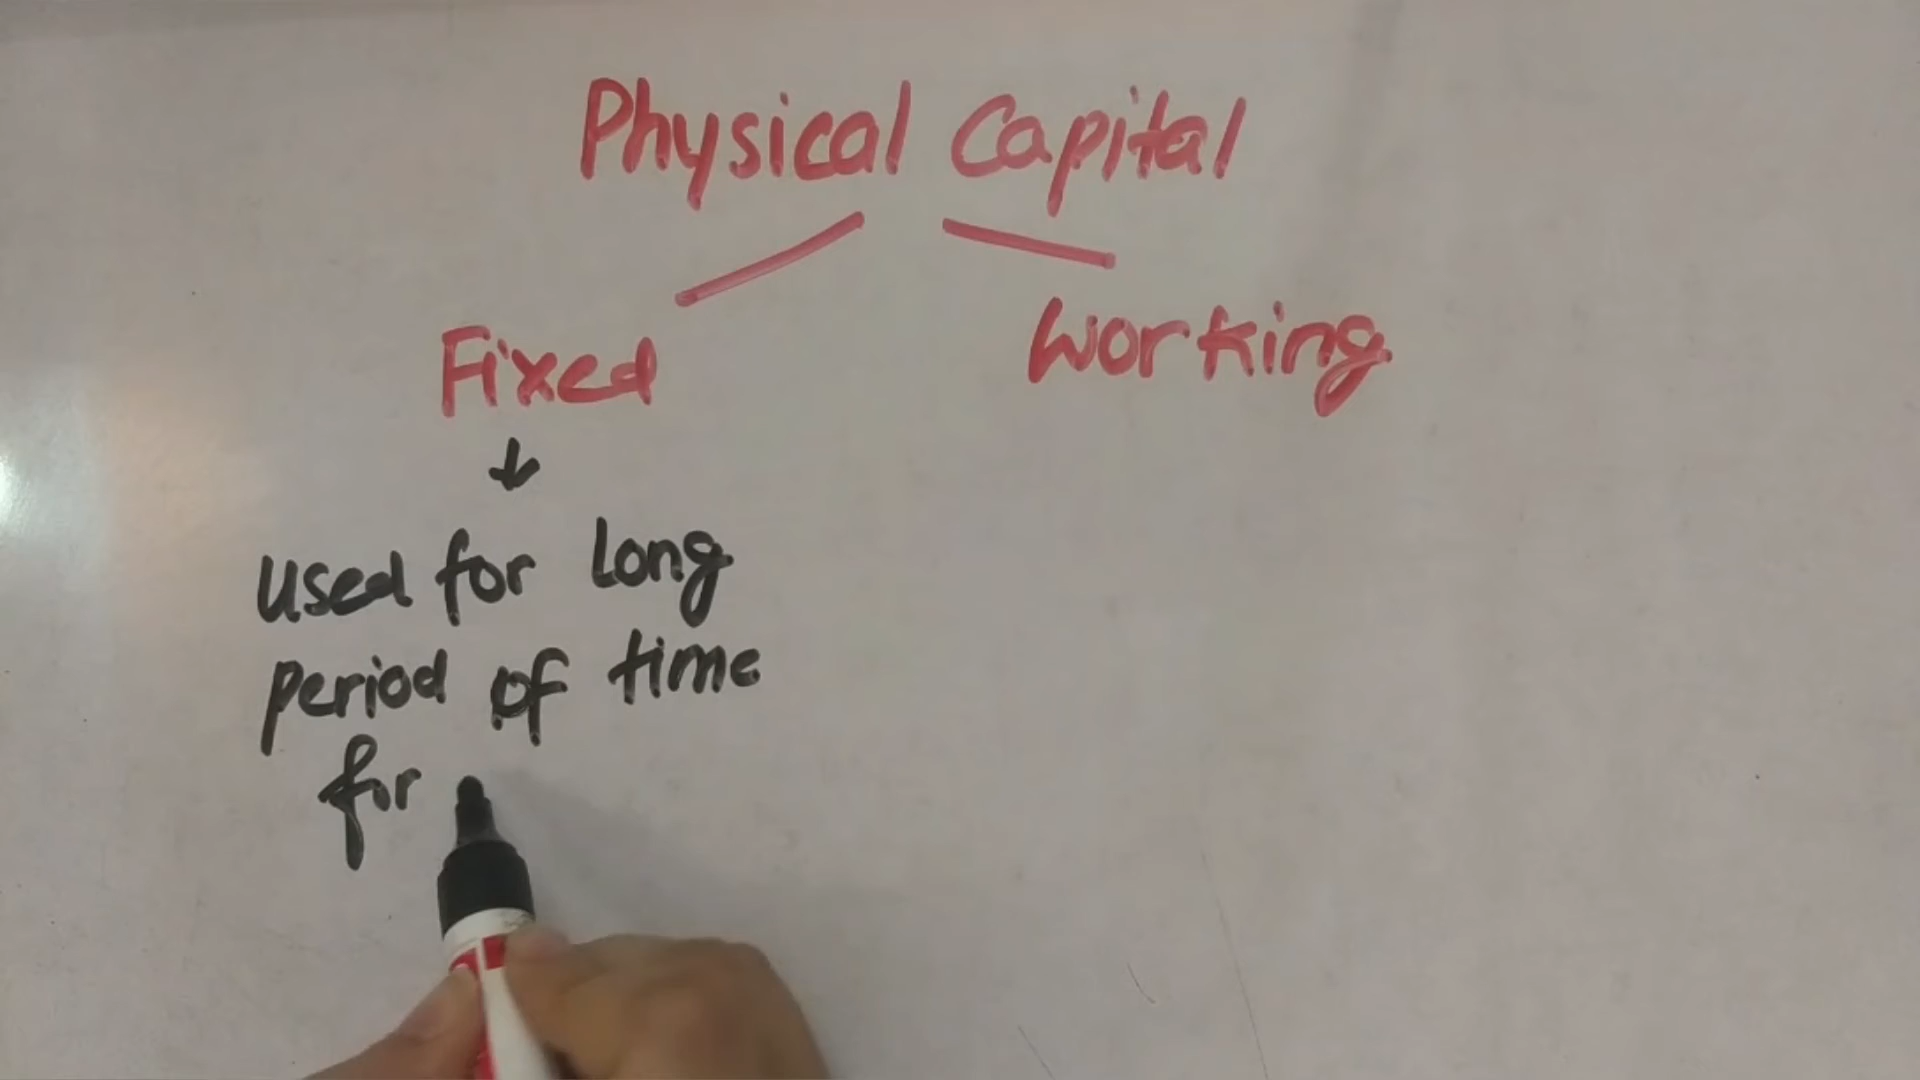 Physical Capital
Fixed
Working
Used for Long
period of time
for